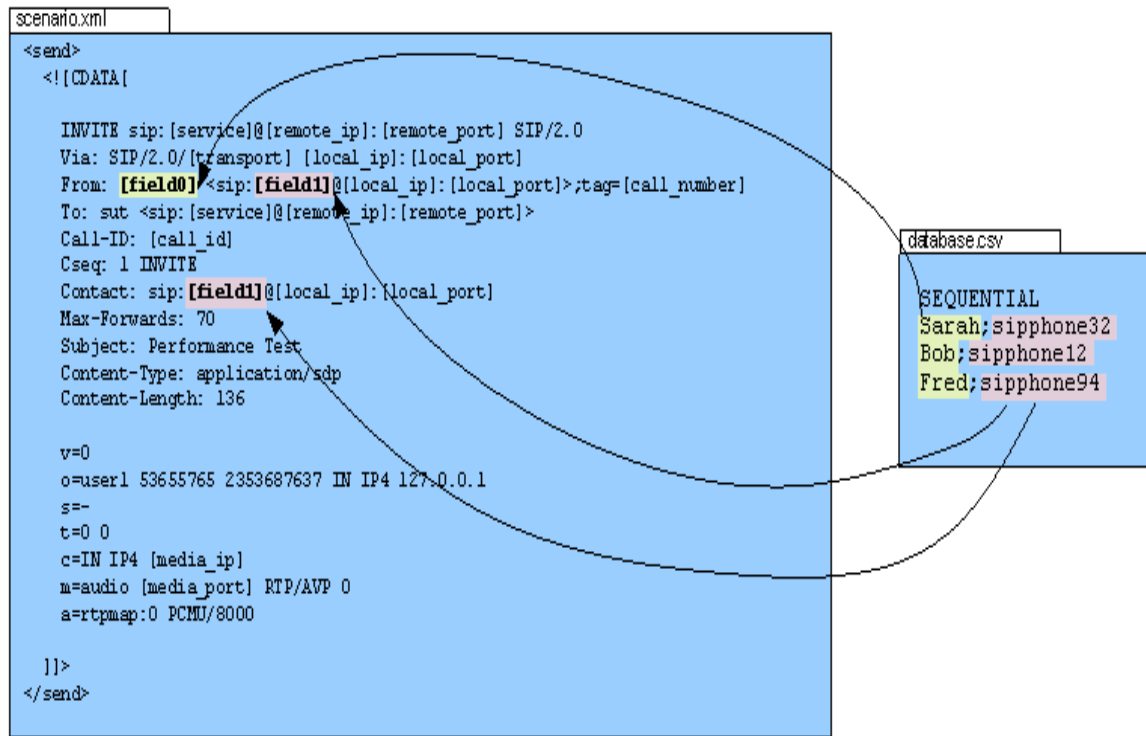 scenario.xml
<send>
<![CDATA[
INVITE sip:[service]@[remote_ip]:[remote_port] SIP/2.0
Via: SIP/2.0/[transport] [local_ip]:[local_port]
From: [field0] <sip:[field1]@[local_ip]:[local_port]>;tag=[call_number]
To: sut <sip:[service]@[remote_ip]:[remote_port]>
Call-ID: [call_id]
Cseq: 1 INVITE
Contact: sip:[field1]@[local_ip]:[local_port]
Max-Forwards: 70
Subject: Performance Test
Content-Type: application/sdp
Content-Length: 136
v=0
o=user1 53655765 2353687637 IN IP4 127.0.0.1
s=-
t=0 0
c=IN IP4 [media_ip]
m=audio [media_port] RTP/AVP 0
a=rtpmap:0 PCMU/8000
]]>
</send>
database.csv
SEQUENTIAL
Sarah;sipphone32
Bob;sipphone12
Fred;sipphone94